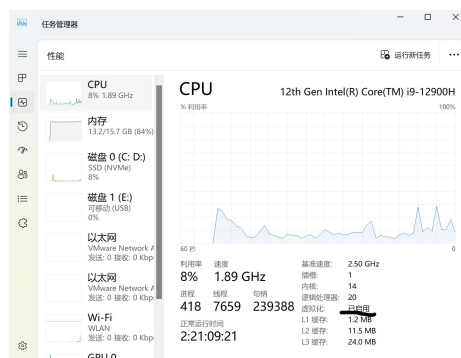 任务管理器
性能
运行新任务
CPU
8% 1.89 GHz
内存
13.2/15.7 GB (84%)
磁盘 0 (C: D:)
SSD (NVMe)
8%
磁盘 1 (E:)
可移动 (USB)
0%
以太网
VMware Network A
发送: 0 接收: 0 Kbp
以太网
VMware Network A
发送: 0 接收: 0 Kbp
Wi-Fi
WLAN
发送: 0 接收: 0 Kbp
GPU 0
CPU
12th Gen Intel(R) Core(TM) i9-12900H
% 利用率
100%
60 秒
0
利用率 速度
8% 1.89 GHz
进程 线程 句柄
418 7659 239388
正常运行时间
2:21:09:21
基准速度: 2.50 GHz
插槽: 1
内核: 14
逻辑处理器: 20
虚拟化: 已启用
L1 缓存: 1.2 MB
L2 缓存: 11.5 MB
L3 缓存: 24.0 MB